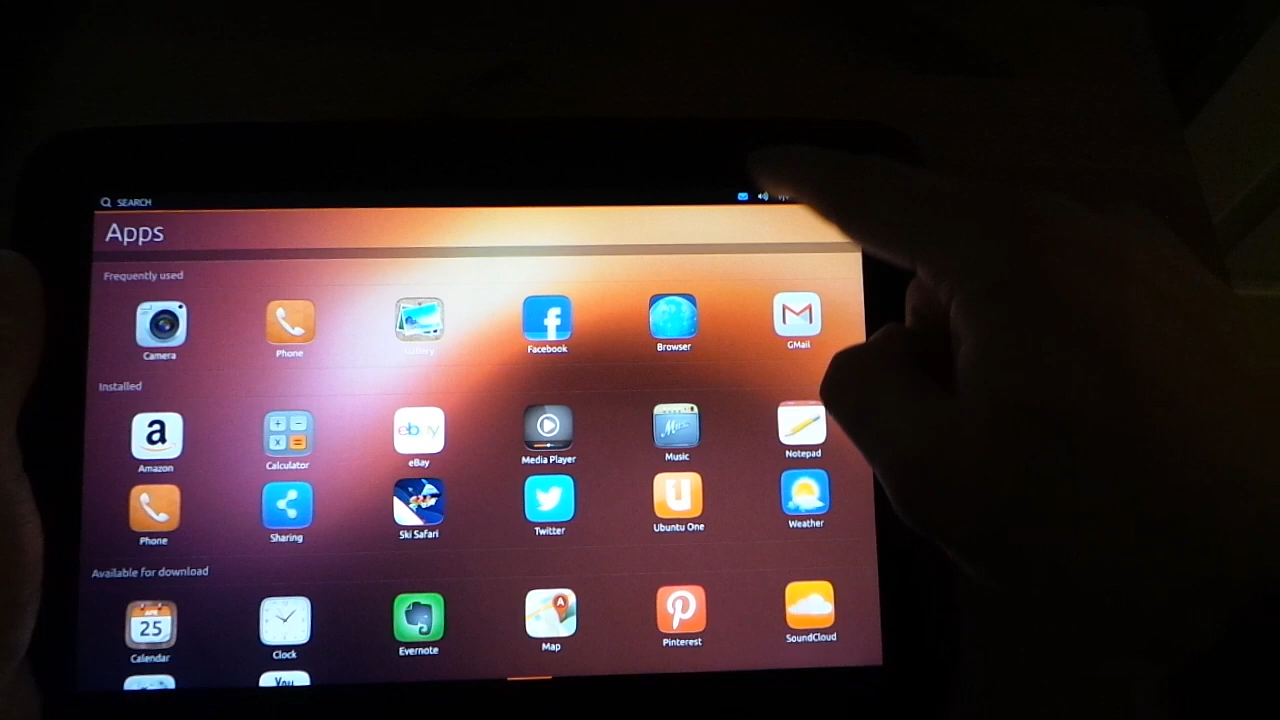 SEARCH
Apps
Frequently used
Camera Phone Gallery Facebook Browser GMail
Installed
a ebay Music
Amazon Calculator eBay Media Player Music Notepad
Phone Sharing Ski Safari Twitter Ubuntu One Weather
Available for download
APR
25 A
Calendar Clock Evernote Map Pinterest SoundCloud
You